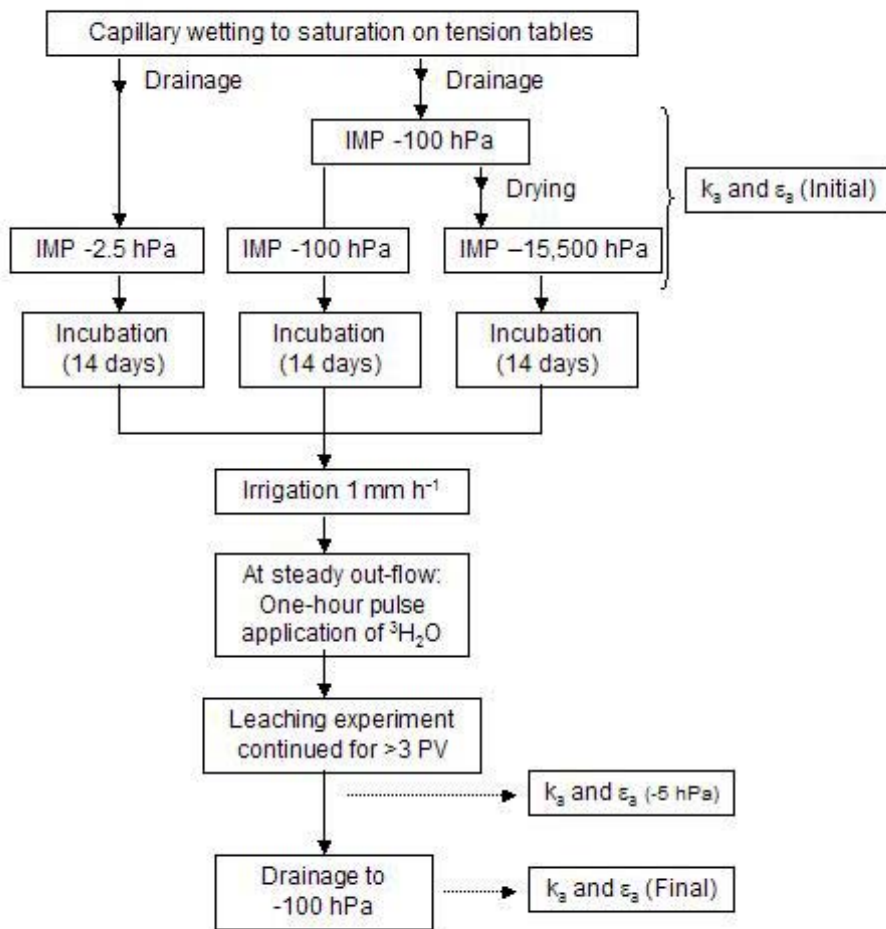 Capillary wetting to saturation on tension tables
Drainage
Drainage
IMP -100 hPa
Drying
kₐ and εₐ (Initial)
IMP -2.5 hPa
IMP -100 hPa
IMP –15,500 hPa
Incubation
(14 days)
Incubation
(14 days)
Incubation
(14 days)
Irrigation 1 mm h⁻¹
At steady out-flow:
One-hour pulse
application of ³H₂O
Leaching experiment
continued for >3 PV
kₐ and εₐ (-5 hPa)
Drainage to
-100 hPa
kₐ and εₐ (Final)